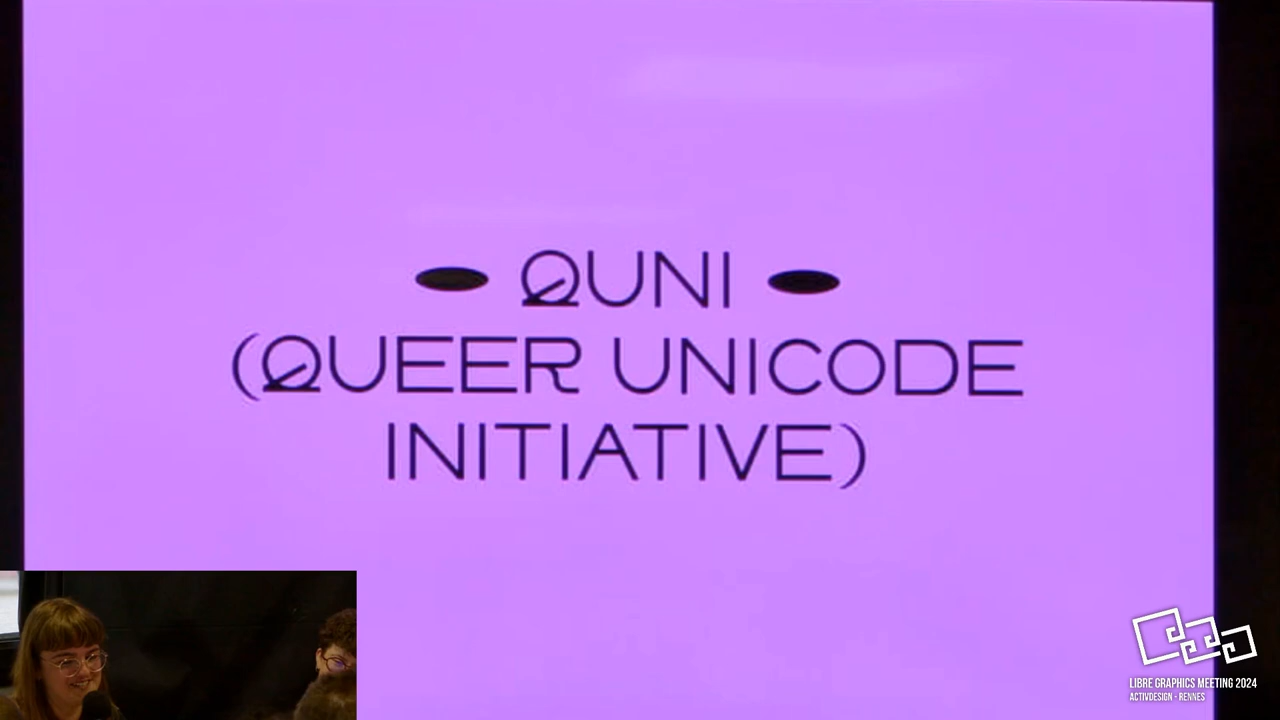 QUNI
(QUEER UNICODE
INITIATIVE)
LIBRE GRAPHICS MEETING 2024
ACTIVDESIGN - RENNES